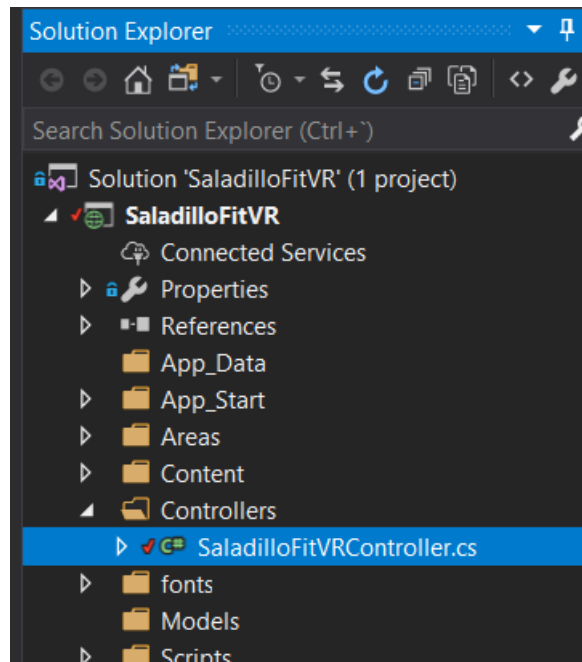 Solution Explorer
Search Solution Explorer (Ctrl+`)
Solution 'SaladilloFitVR' (1 project)
SaladilloFitVR
Connected Services
Properties
References
App_Data
App_Start
Areas
Content
Controllers
C# SaladilloFitVRController.cs
fonts
Models
Scripts